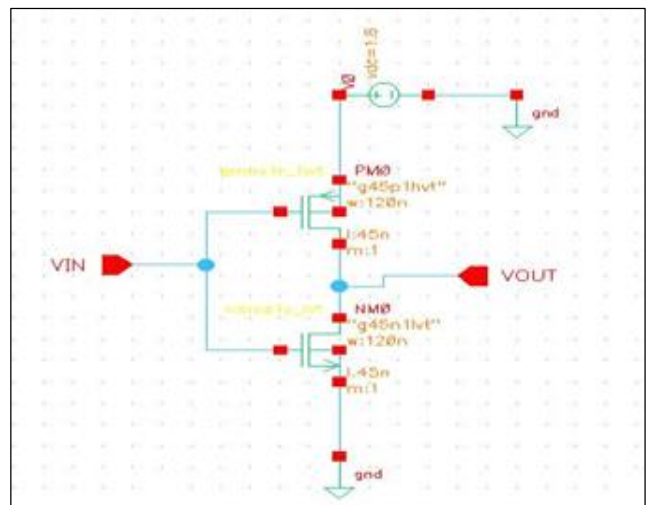 vdc=1.8
V0
gnd
PM0
"g45p1hvt"
w:120n
l:45n
m:1
VIN
VOUT
NM0
"g45n1lvt"
w:120n
l:45n
m:1
gnd